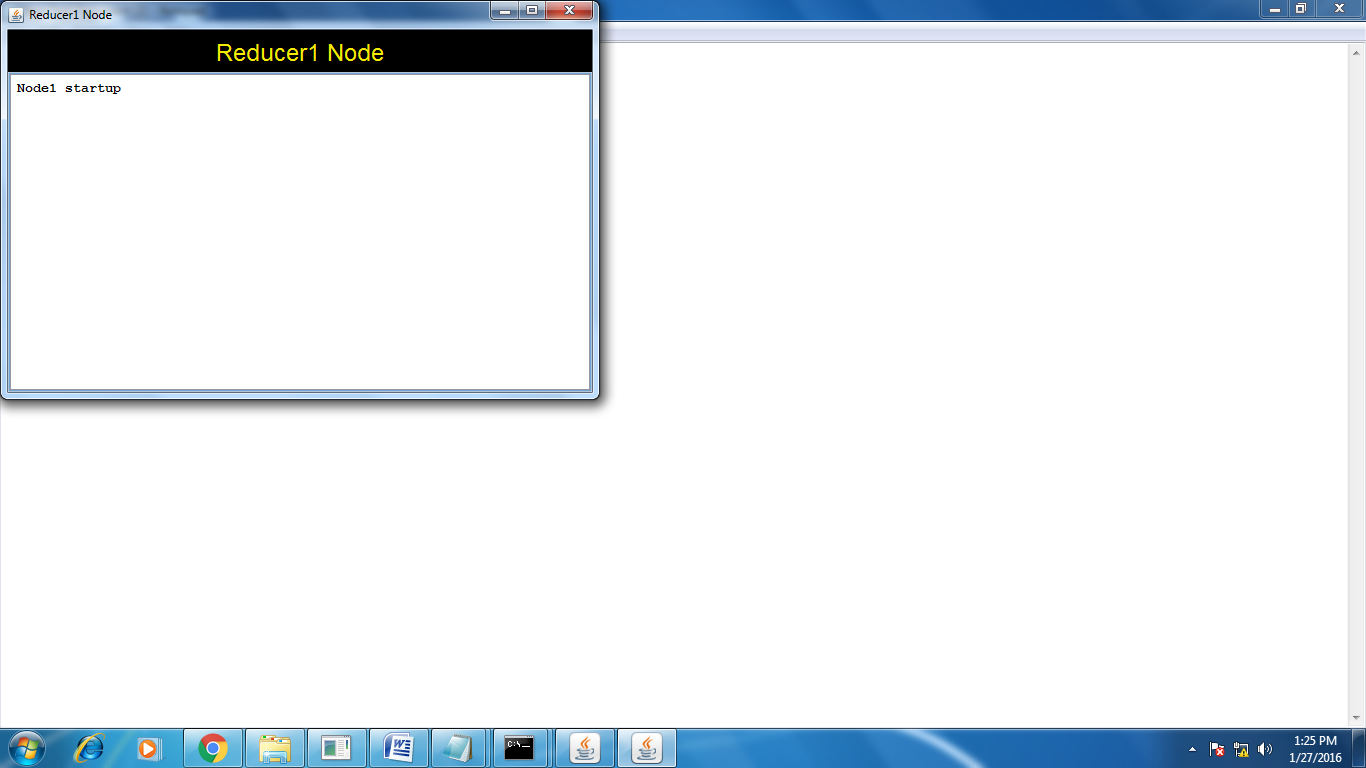 Reducer1 Node
Reducer1 Node
Node1 startup
C:\
1:25 PM
1/27/2016